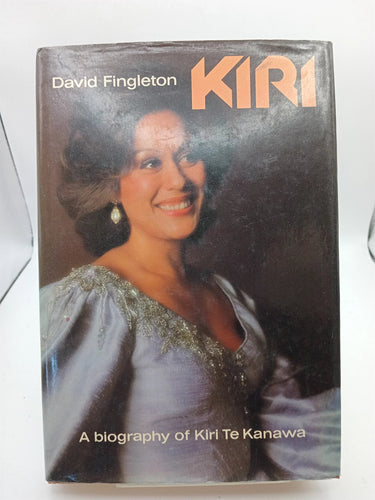 David Fingleton
KIRI
A biography of Kiri Te Kanawa